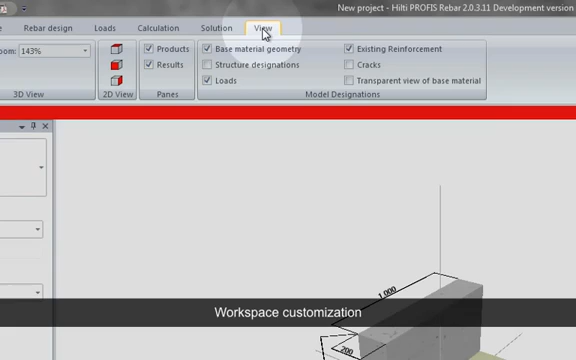 New project - Hilti PROFIS Rebar 2.0.3.11 Development version
Rebar design Loads Calculation Solution View
143%
Products
Results
Base material geometry
Structure designations
Loads
Existing Reinforcement
Cracks
Transparent view of base material
3D View 2D View Panes Model Designations
1,000
200
Workspace customization